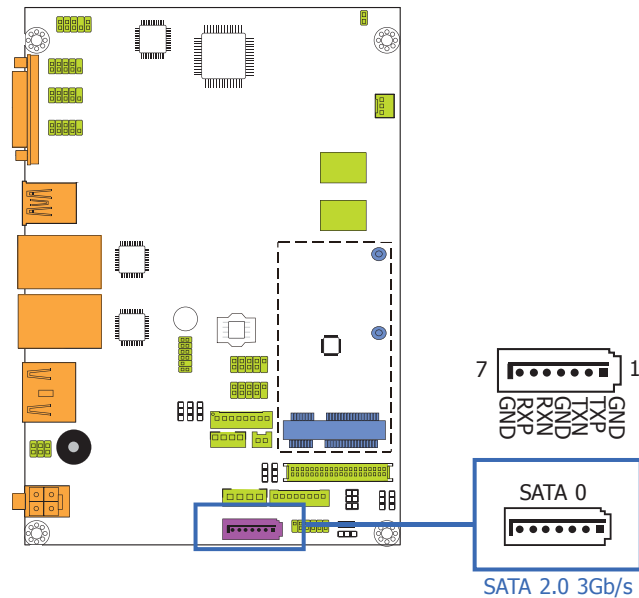 7
1
GND
RXP
RXN
GND
TXN
TXP
GND
SATA 0
SATA 2.0 3Gb/s